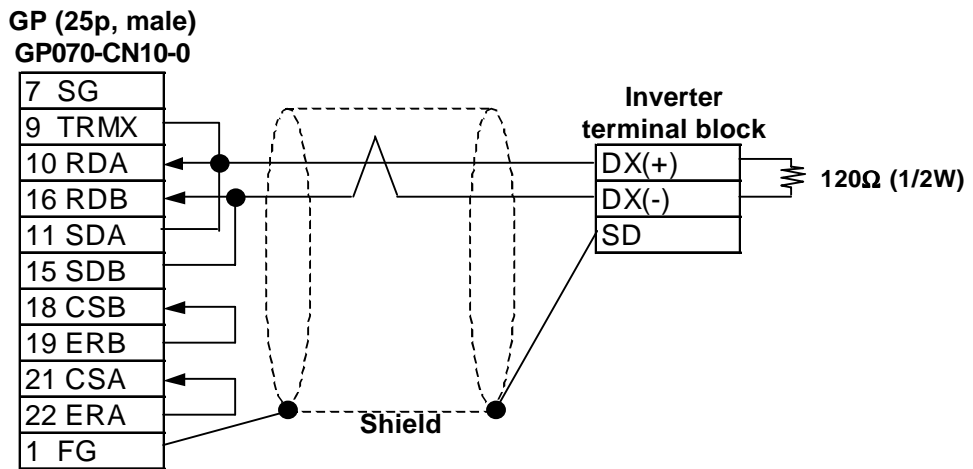 GP (25p, male)
GP070-CN10-0
7 SG
9 TRMX
10 RDA
16 RDB
11 SDA
15 SDB
18 CSB
19 ERB
21 CSA
22 ERA
1 FG
Shield
Inverter
terminal block
DX(+)
DX(-)
SD
120Ω (1/2W)